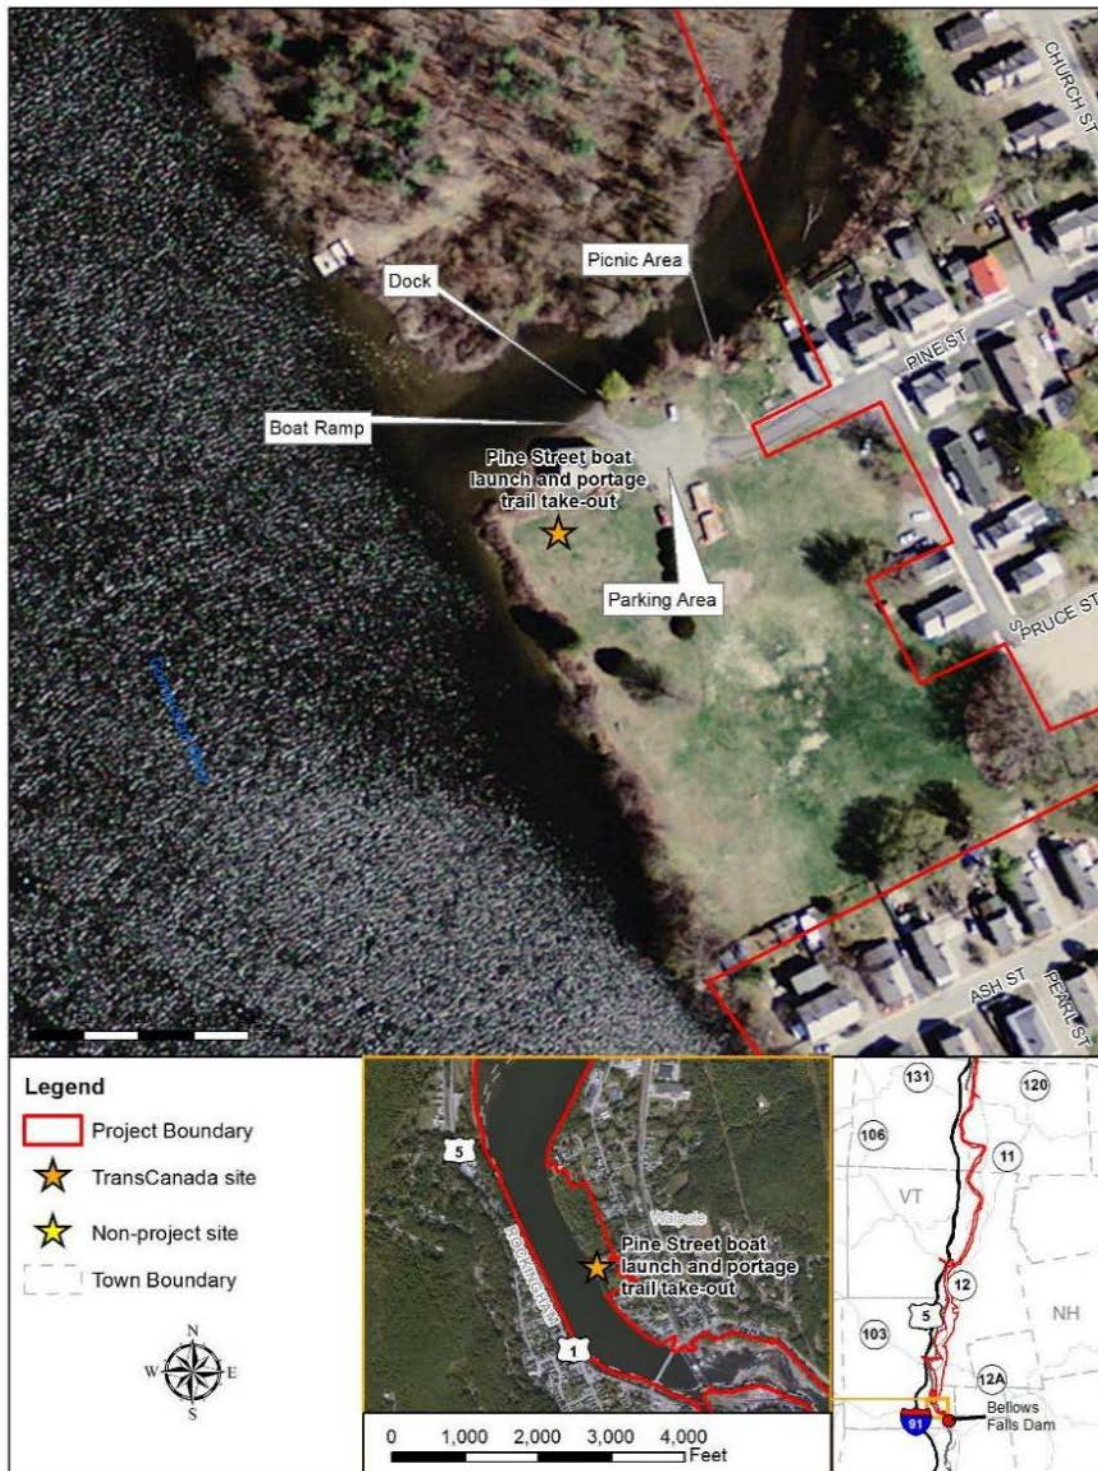 CHURCH ST
Picnic Area
Dock
PINE ST
Boat Ramp
Pine Street boat
launch and portage
trail take-out
Parking Area
SPRUCE ST
ASH ST
PEARL ST
Legend
Project Boundary
TransCanada site
Non-project site
Town Boundary
N
W E
S
5
ROCKINGHAM
Walpole
Pine Street boat
launch and portage
trail take-out
1
0 1,000 2,000 3,000 4,000
Feet
131
120
106
11
VT
12
5
NH
103
12A
91
Bellows
Falls Dam